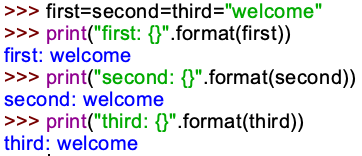 >>> first=second=third="welcome"
>>> print("first: {}".format(first))
first: welcome
>>> print("second: {}".format(second))
second: welcome
>>> print("third: {}".format(third))
third: welcome